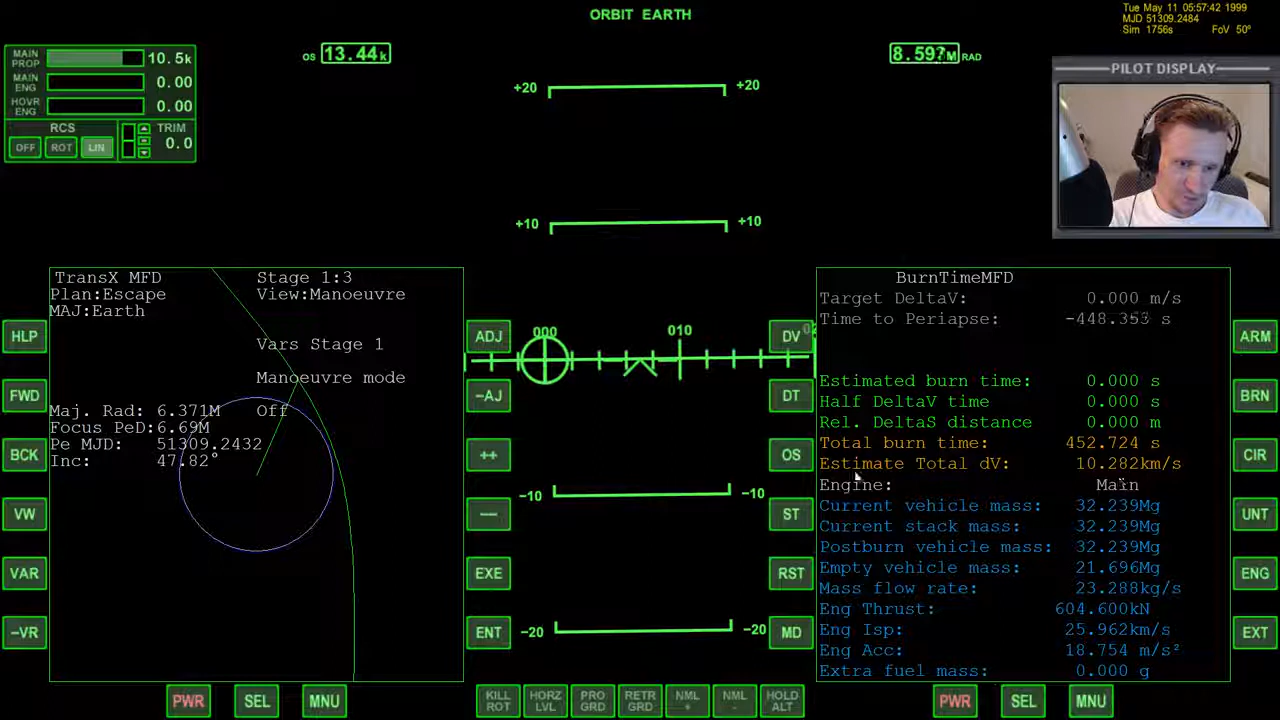 ORBIT EARTH
Tue May 11 05:57:42 1999
MJD 51309.2484
Sim 1756s FoV 50°
MAIN PROP 10.5k
MAIN ENG 0.00
HOVR ENG 0.00
RCS TRIM
OFF ROT LIN 0.0
OS 13.44k
RAD
PILOT DISPLAY
+20 +20
+10 +10
000 010
-10 -10
-20 -20
TransX MFD Stage 1:3
Plan:Escape View:Manoeuvre
MAJ:Earth
Vars Stage 1
Manoeuvre mode
Maj. Rad: 6.371M Off
Focus PeD:6.69M
Pe MJD: 51309.2432
Inc: 47.82°
HLP
FWD
BCK
VW
VAR
-VR
ADJ
-AJ
++
--
EXE
ENT
PWR SEL MNU
KILL ROT
HORZ LVL
PRO GRD
RETR GRD
NML +
NML -
HOLD ALT
BurnTimeMFD
Target DeltaV: 0.000 m/s
Time to Periapse: -448.353 s
Estimated burn time: 0.000 s
Half DeltaV time 0.000 s
Rel. DeltaS distance 0.000 m
Total burn time: 452.724 s
Estimate Total dV: 10.282km/s
Engine: Main
Current vehicle mass: 32.239Mg
Current stack mass: 32.239Mg
Postburn vehicle mass: 32.239Mg
Empty vehicle mass: 21.696Mg
Mass flow rate: 23.288kg/s
Eng Thrust: 604.600kN
Eng Isp: 25.962km/s
Eng Acc: 18.754 m/s²
Extra fuel mass: 0.000 g
DV
DT
OS
ST
RST
MD
ARM
BRN
CIR
UNT
ENG
EXT
PWR SEL MNU